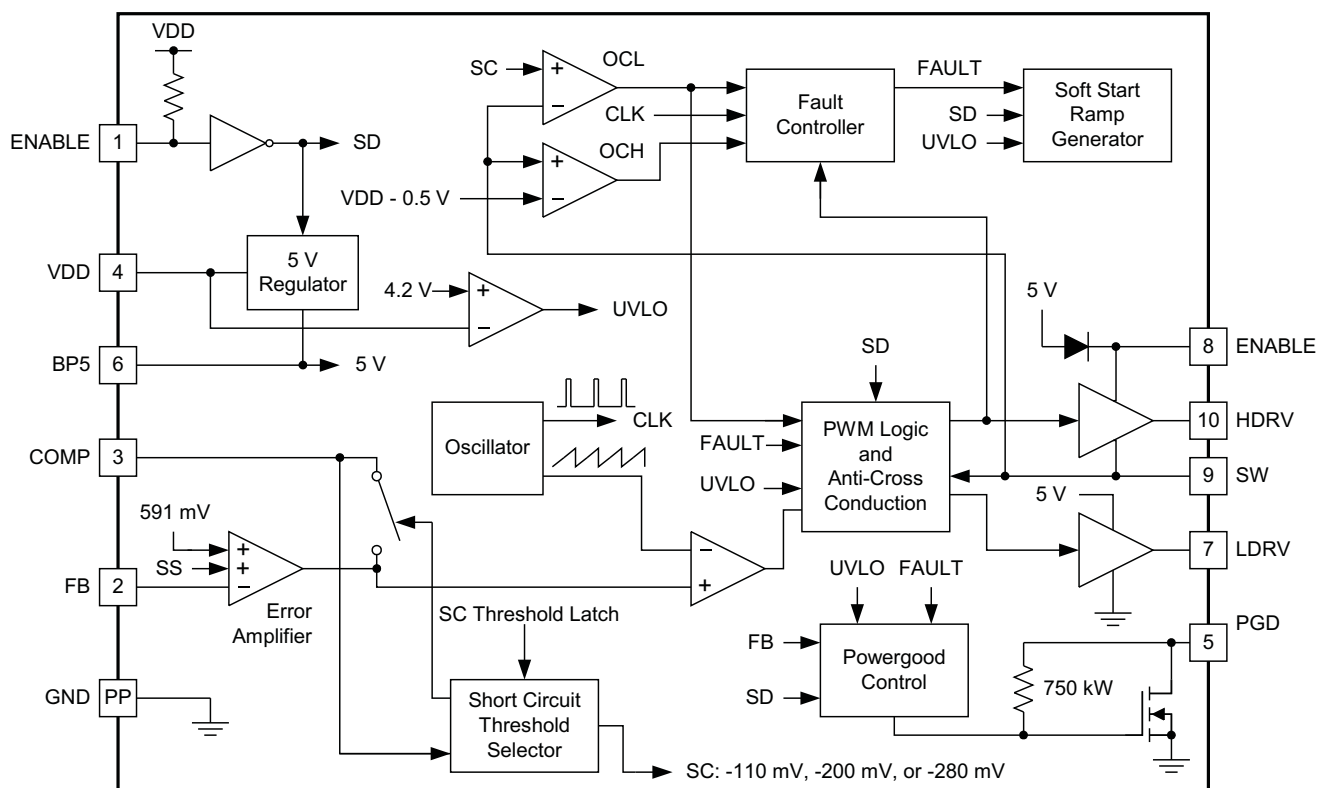 VDD
ENABLE
1
SD
SC
+
−
OCL
CLK
OCH
+
−
VDD - 0.5 V
Fault
Controller
FAULT
SD
UVLO
Soft Start
Ramp
Generator
VDD
4
5 V
Regulator
4.2 V
+
−
UVLO
BP5
6
5 V
5 V
8
ENABLE
SD
Oscillator
CLK
COMP
3
FAULT
UVLO
PWM Logic
and
Anti-Cross
Conduction
10
HDRV
9
SW
5 V
7
LDRV
591 mV
SS
+
+
−
FB
2
Error
Amplifier
−
+
SC Threshold Latch
UVLO
FAULT
FB
SD
Powergood
Control
5
PGD
750 kW
GND
PP
Short Circuit
Threshold
Selector
SC: -110 mV, -200 mV, or -280 mV